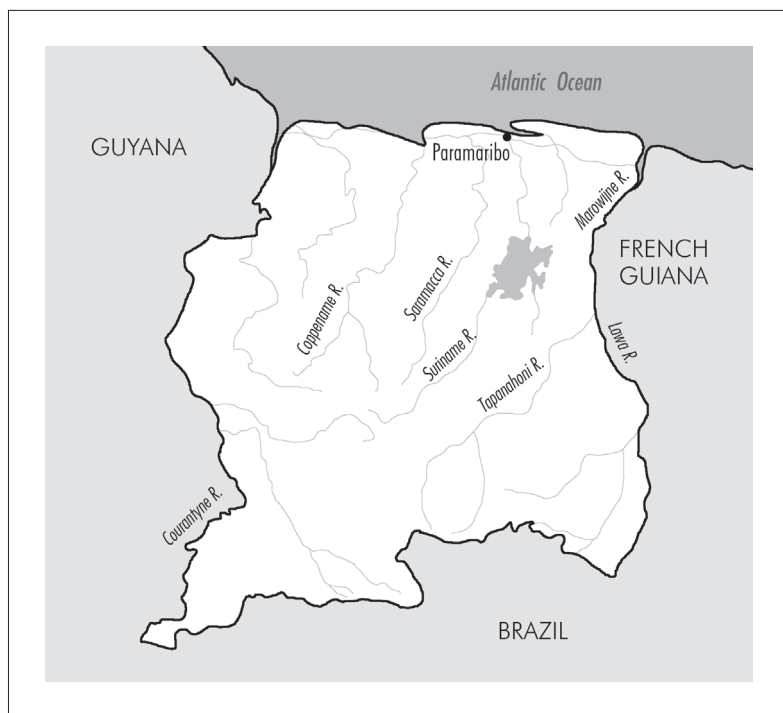 Atlantic Ocean
GUYANA
Paramaribo
Marowijne R.
FRENCH
GUIANA
Coppename R.
Saramacca R.
Suriname R.
Tapanahoni R.
Lawa R.
Courantyne R.
BRAZIL